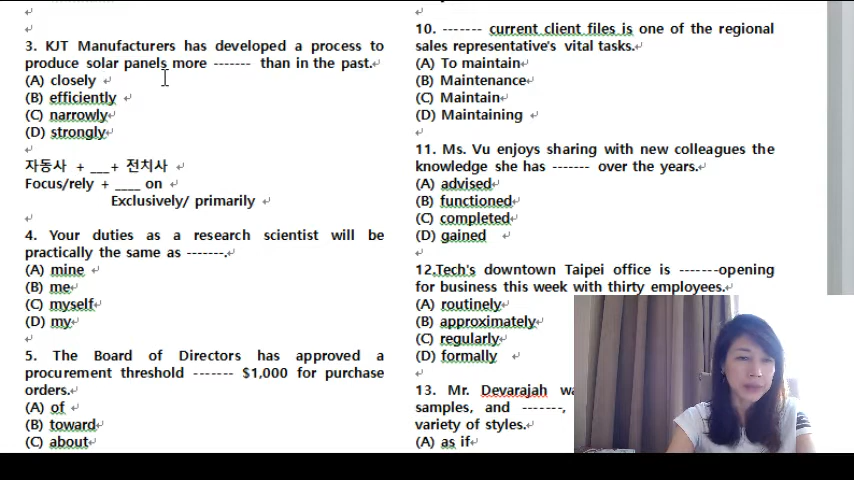 3. KJT Manufacturers has developed a process to
produce solar panels more ------- than in the past.
(A) closely
(B) efficiently
(C) narrowly
(D) strongly
자동사 + ___+ 전치사
Focus/rely + ____ on
Exclusively/ primarily
4. Your duties as a research scientist will be
practically the same as -------.
(A) mine
(B) me
(C) myself
(D) my
5. The Board of Directors has approved a
procurement threshold ------- $1,000 for purchase
orders.
(A) of
(B) toward
(C) about
10. ------- current client files is one of the regional
sales representative's vital tasks.
(A) To maintain
(B) Maintenance
(C) Maintain
(D) Maintaining
11. Ms. Vu enjoys sharing with new colleagues the
knowledge she has ------- over the years.
(A) advised
(B) functioned
(C) completed
(D) gained
12.Tech's downtown Taipei office is -------opening
for business this week with thirty employees.
(A) routinely
(B) approximately
(C) regularly
(D) formally
13. Mr. Devarajah
samples, and -------,
variety of styles.
(A) as if